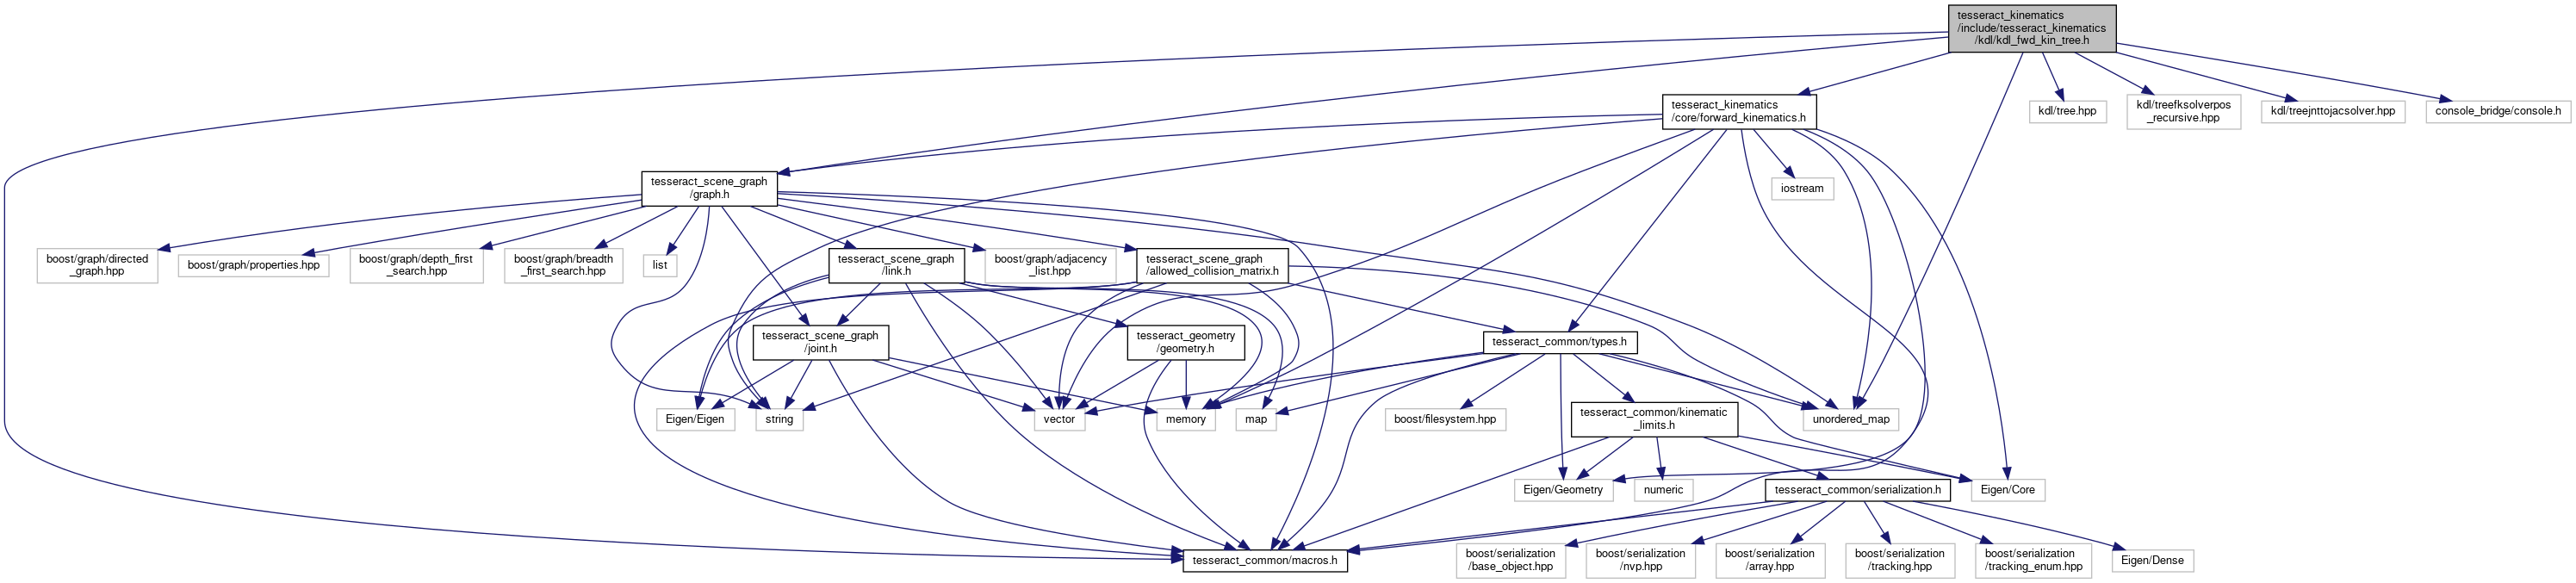 tesseract_kinematics
/include/tesseract_kinematics
/kdl/kdl_fwd_kin_tree.h
tesseract_kinematics
/core/forward_kinematics.h
kdl/tree.hpp
kdl/treefksolverpos
_recursive.hpp
kdl/treejnttojacsolver.hpp
console_bridge/console.h
tesseract_scene_graph
/graph.h
iostream
boost/graph/directed
_graph.hpp
boost/graph/properties.hpp
boost/graph/depth_first
_search.hpp
boost/graph/breadth
_first_search.hpp
list
tesseract_scene_graph
/link.h
boost/graph/adjacency
_list.hpp
tesseract_scene_graph
/allowed_collision_matrix.h
tesseract_scene_graph
/joint.h
tesseract_geometry
/geometry.h
tesseract_common/types.h
Eigen/Eigen
string
vector
memory
map
boost/filesystem.hpp
tesseract_common/kinematic
_limits.h
unordered_map
Eigen/Geometry
numeric
tesseract_common/serialization.h
Eigen/Core
tesseract_common/macros.h
boost/serialization
/base_object.hpp
boost/serialization
/nvp.hpp
boost/serialization
/array.hpp
boost/serialization
/tracking.hpp
boost/serialization
/tracking_enum.hpp
Eigen/Dense